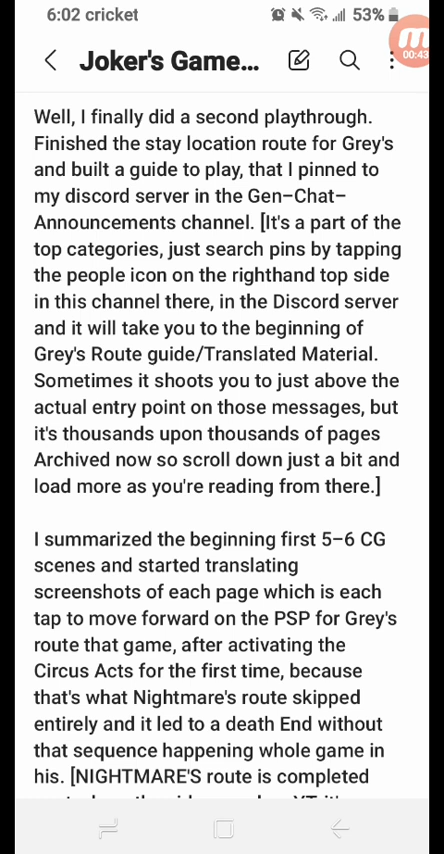 6:02 cricket 53%
Joker's Game...
00:43
Well, I finally did a second playthrough.
Finished the stay location route for Grey's
and built a guide to play, that I pinned to
my discord server in the Gen–Chat–
Announcements channel. [It's a part of the
top categories, just search pins by tapping
the people icon on the righthand top side
in this channel there, in the Discord server
and it will take you to the beginning of
Grey's Route guide/Translated Material.
Sometimes it shoots you to just above the
actual entry point on those messages, but
it's thousands upon thousands of pages
Archived now so scroll down just a bit and
load more as you're reading from there.]
I summarized the beginning first 5–6 CG
scenes and started translating
screenshots of each page which is each
tap to move forward on the PSP for Grey's
route that game, after activating the
Circus Acts for the first time, because
that's what Nightmare's route skipped
entirely and it led to a death End without
that sequence happening whole game in
his. [NIGHTMARE'S route is completed